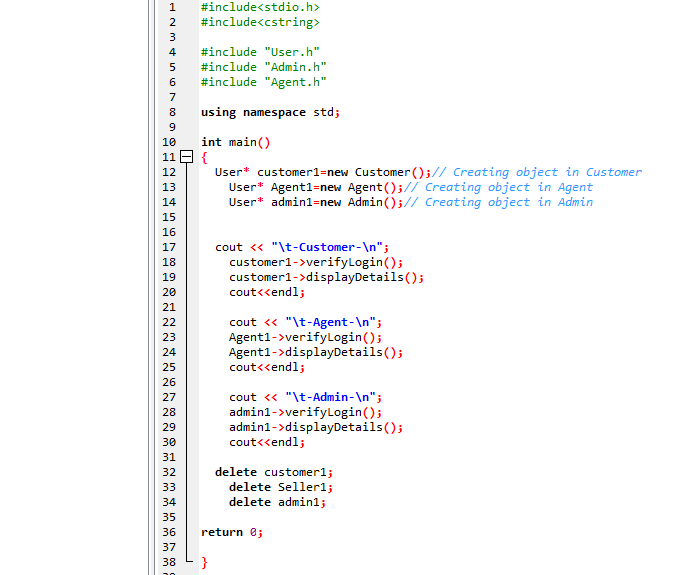 1 #include<stdio.h>
2 #include<cstring>
3
4 #include "User.h"
5 #include "Admin.h"
6 #include "Agent.h"
7
8 using namespace std;
9
10 int main()
11 {
12 User* customer1=new Customer();// Creating object in Customer
13 User* Agent1=new Agent();// Creating object in Agent
14 User* admin1=new Admin();// Creating object in Admin
15
16
17 cout << "\t-Customer-\n";
18 customer1->verifyLogin();
19 customer1->displayDetails();
20 cout<<endl;
21
22 cout << "\t-Agent-\n";
23 Agent1->verifyLogin();
24 Agent1->displayDetails();
25 cout<<endl;
26
27 cout << "\t-Admin-\n";
28 admin1->verifyLogin();
29 admin1->displayDetails();
30 cout<<endl;
31
32 delete customer1;
33 delete Seller1;
34 delete admin1;
35
36 return 0;
37
38 }